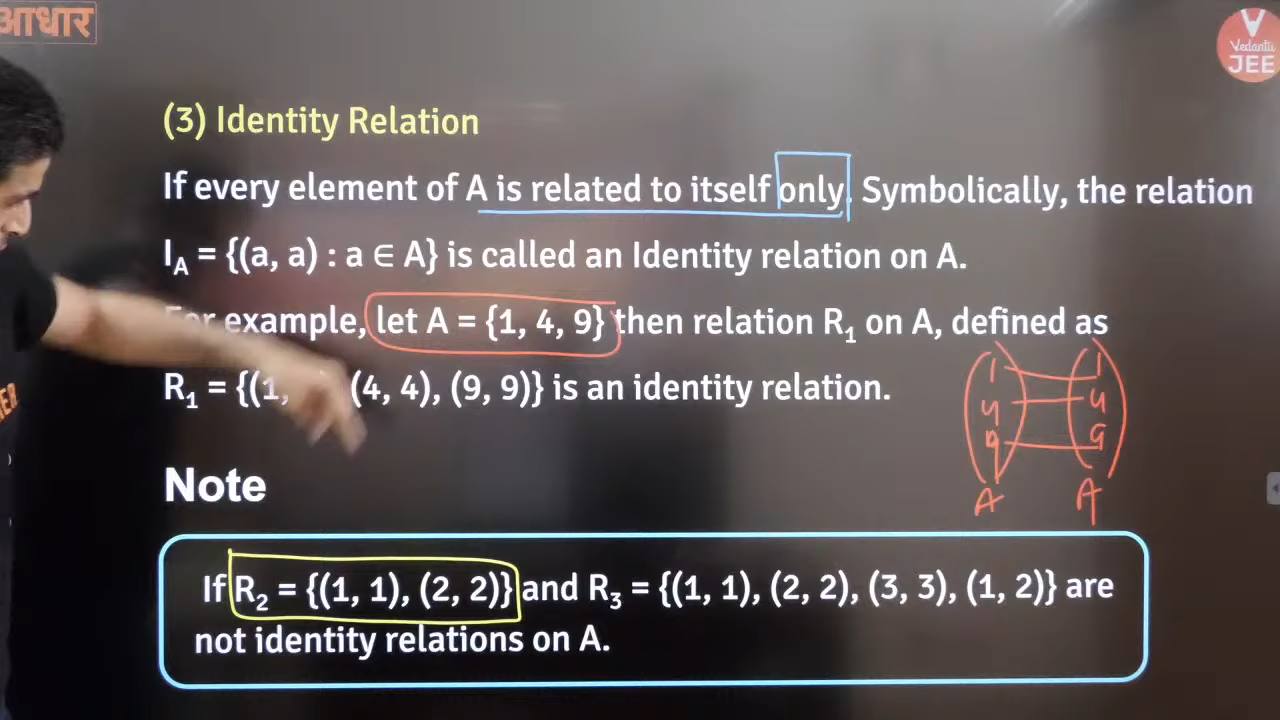 आधार
Vedantu
JEE
(3) Identity Relation
If every element of A is related to itself only. Symbolically, the relation
I_A = {(a, a) : a ∈ A} is called an Identity relation on A.
For example, let A = {1, 4, 9} then relation R₁ on A, defined as
R₁ = {(1, (4, 4), (9, 9)} is an identity relation.
1 1
4 4
9 9
A A
Note
If R₂ = {(1, 1), (2, 2)} and R₃ = {(1, 1), (2, 2), (3, 3), (1, 2)} are
not identity relations on A.